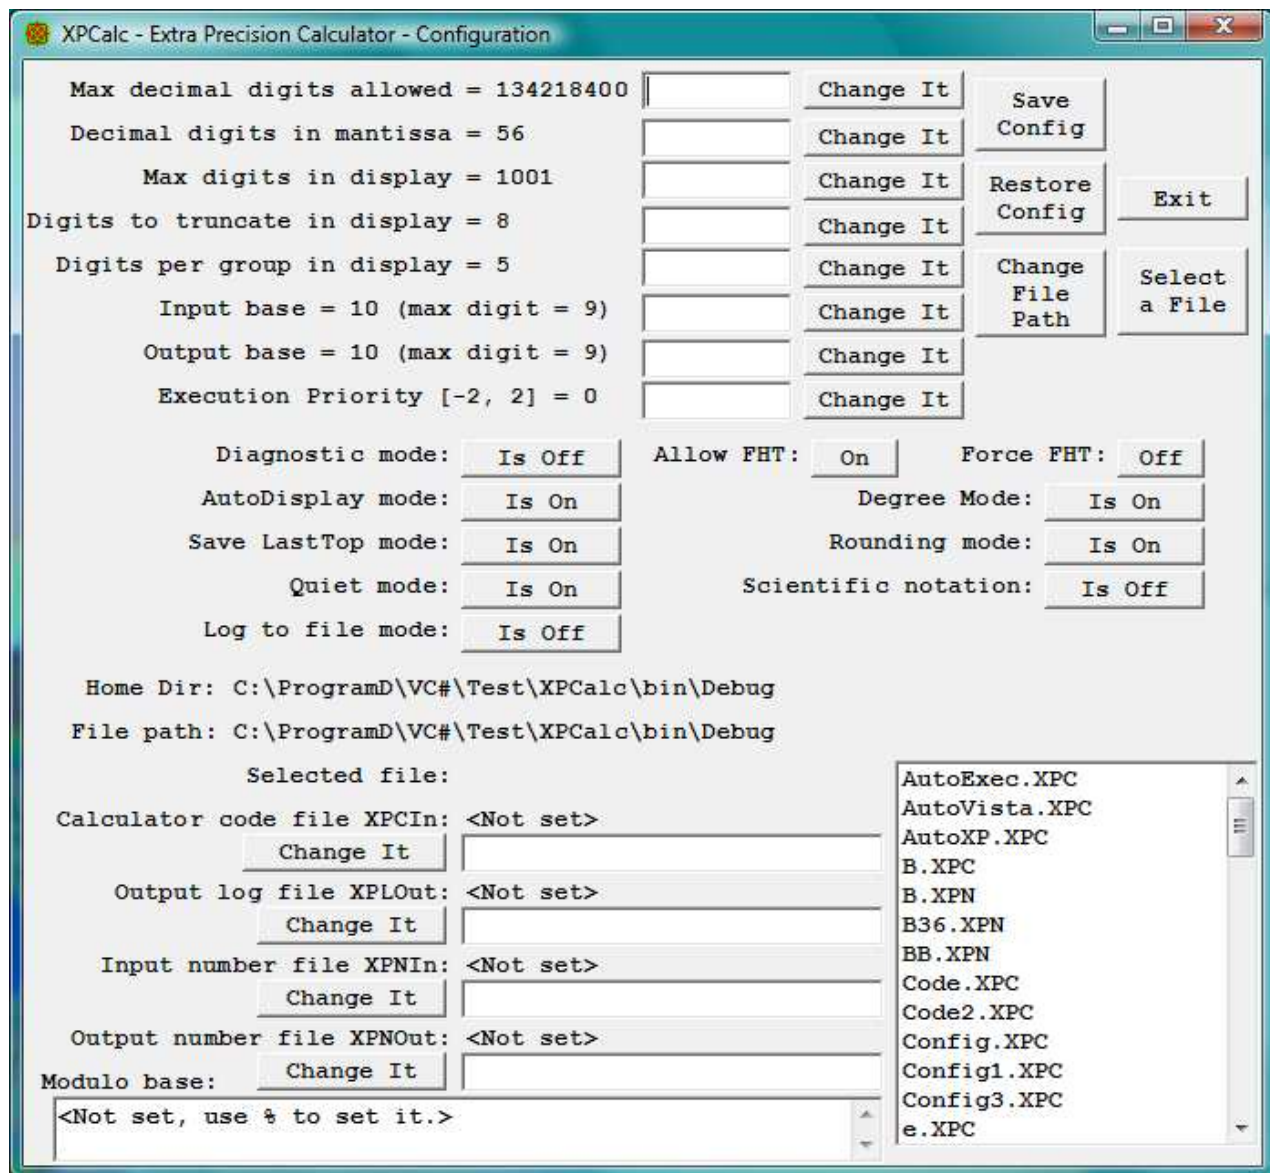 XPCalc - Extra Precision Calculator - Configuration
Max decimal digits allowed = 134218400 Change It
Save Config
Decimal digits in mantissa = 56 Change It
Max digits in display = 1001 Change It
Restore Config
Exit
Digits to truncate in display = 8 Change It
Digits per group in display = 5 Change It
Change File Path
Select a File
Input base = 10 (max digit = 9) Change It
Output base = 10 (max digit = 9) Change It
Execution Priority [-2, 2] = 0 Change It
Diagnostic mode: Is Off Allow FHT: On Force FHT: Off
AutoDisplay mode: Is On Degree Mode: Is On
Save LastTop mode: Is On Rounding mode: Is On
Quiet mode: Is On Scientific notation: Is Off
Log to file mode: Is Off
Home Dir: C:\ProgramD\VC#\Test\XPCalc\bin\Debug
File path: C:\ProgramD\VC#\Test\XPCalc\bin\Debug
Selected file:
Calculator code file XPCIn: <Not set>
Change It
Output log file XPLOut: <Not set>
Change It
Input number file XPNIn: <Not set>
Change It
Output number file XPNOut: <Not set>
Change It
Modulo base:
<Not set, use % to set it.>
AutoExec.XPC
AutoVista.XPC
AutoXP.XPC
B.XPC
B.XPN
B36.XPN
BB.XPN
Code.XPC
Code2.XPC
Config.XPC
Config1.XPC
Config3.XPC
e.XPC